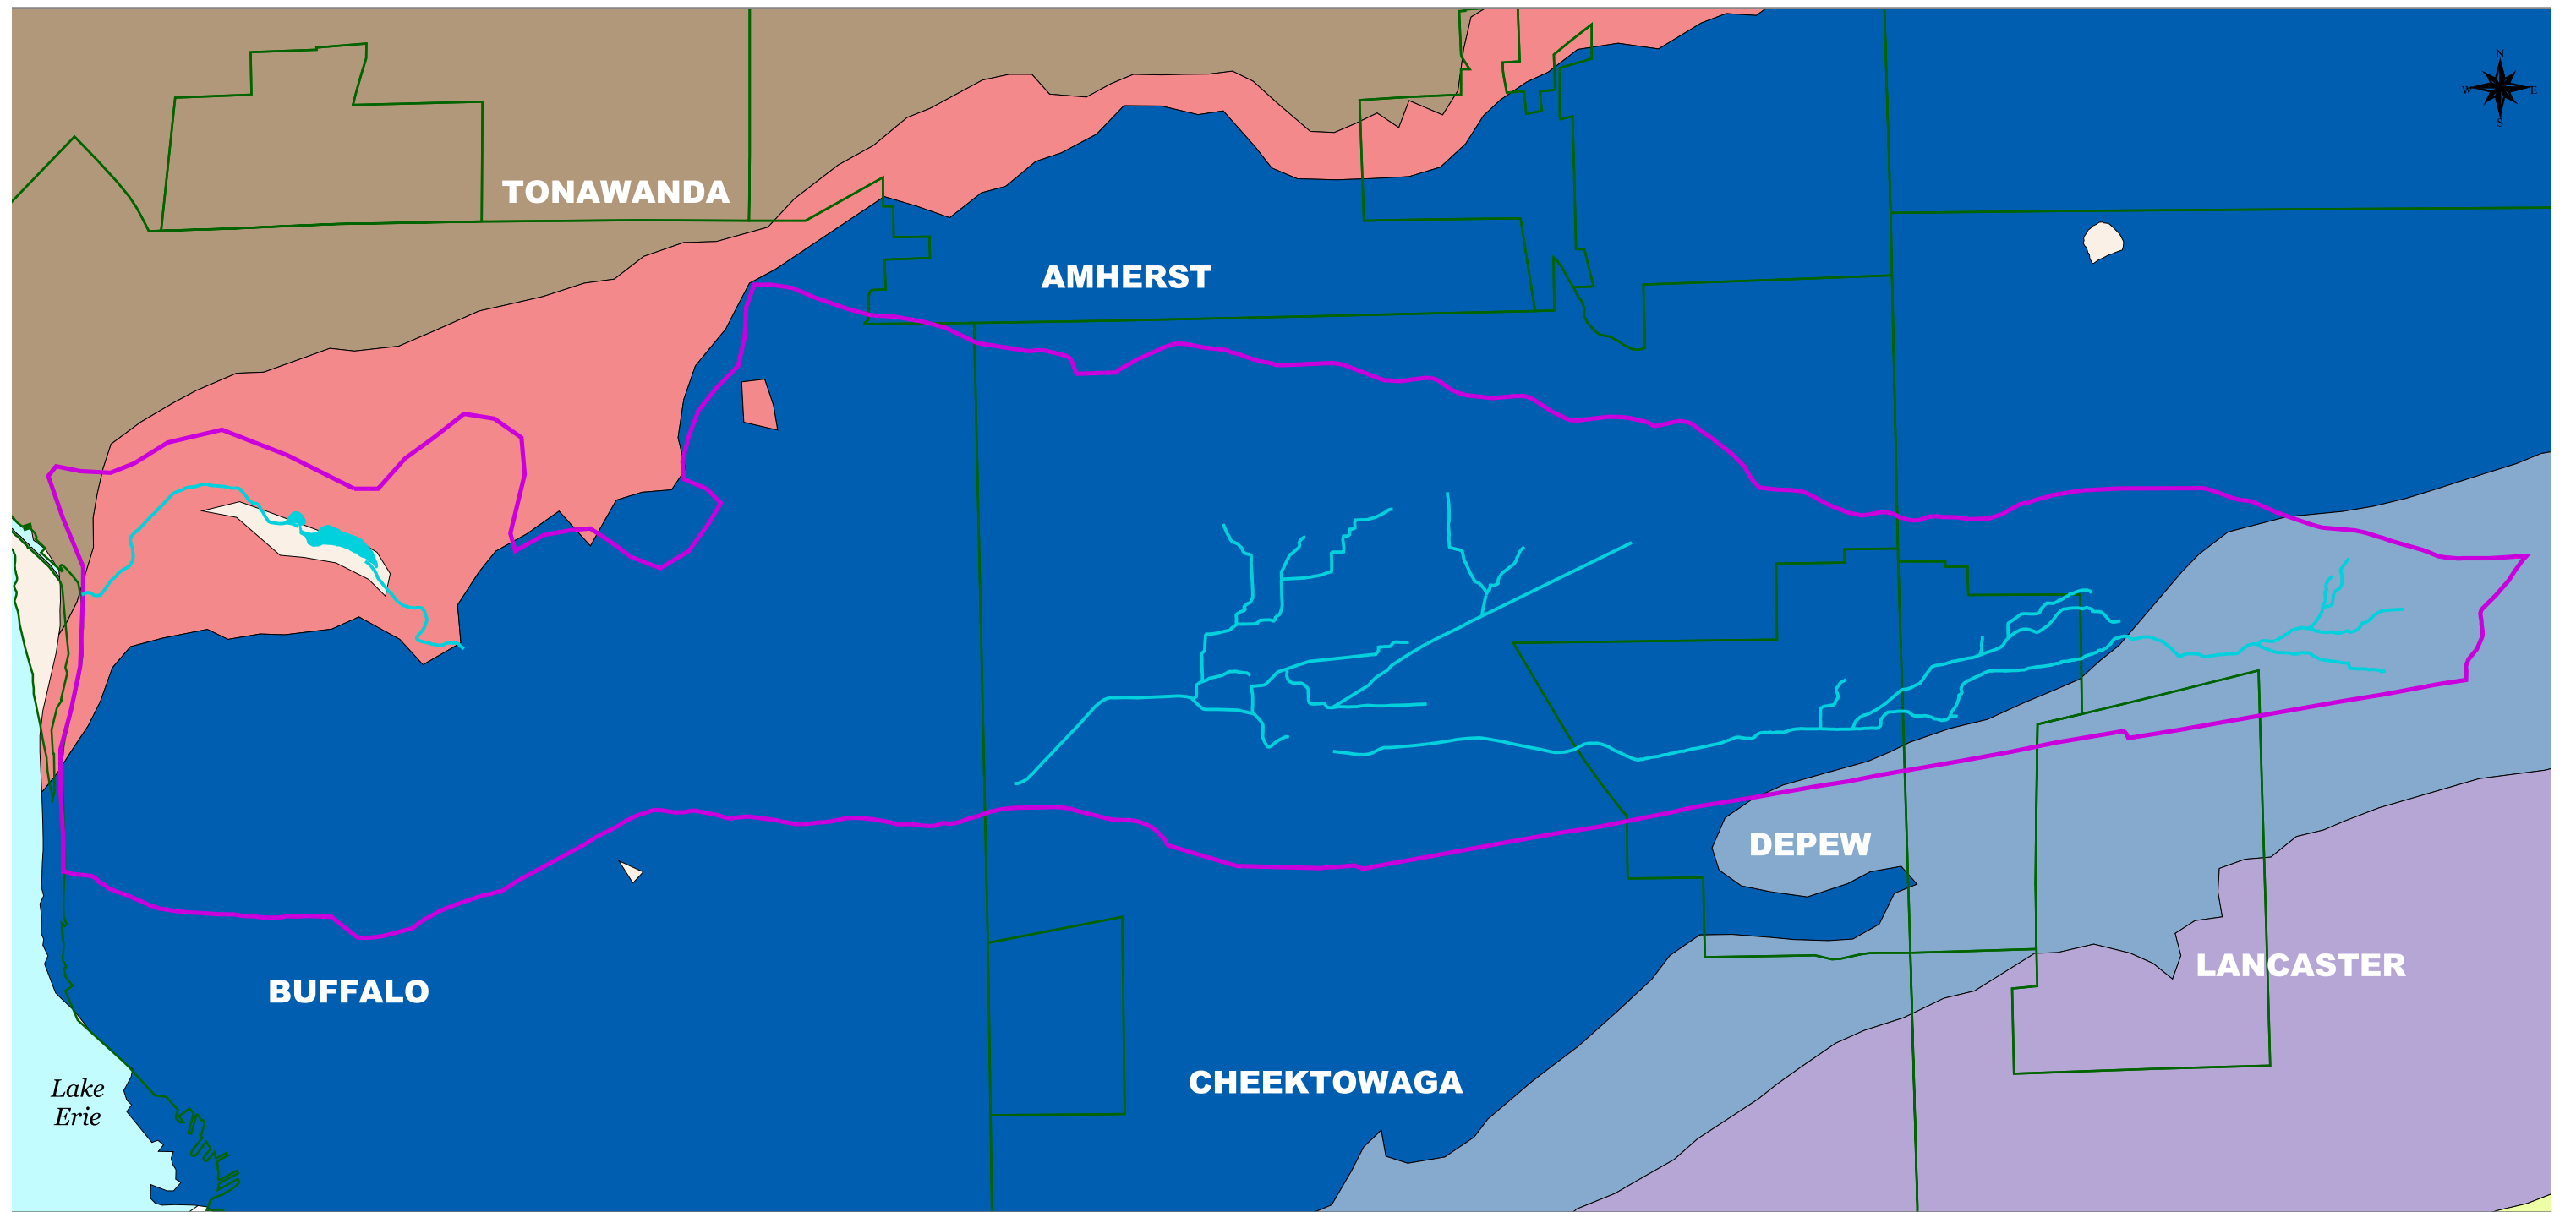 N
W E
S
TONAWANDA
AMHERST
DEPEW
LANCASTER
BUFFALO
CHEEKTOWAGA
Lake
Erie